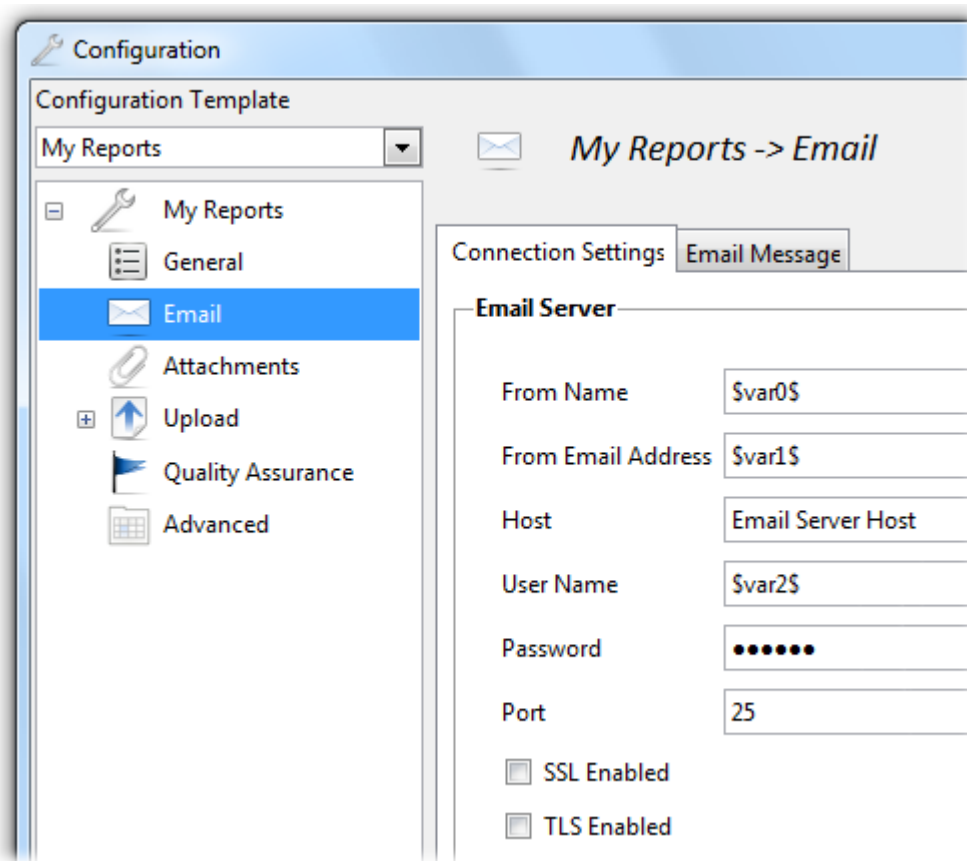 Configuration
Configuration Template
My Reports
My Reports -> Email
My Reports
General
Email
Attachments
Upload
Quality Assurance
Advanced
Connection Settings
Email Message
Email Server
From Name
$var0$
From Email Address
$var1$
Host
Email Server Host
User Name
$var2$
Password
●●●●●●
Port
25
SSL Enabled
TLS Enabled